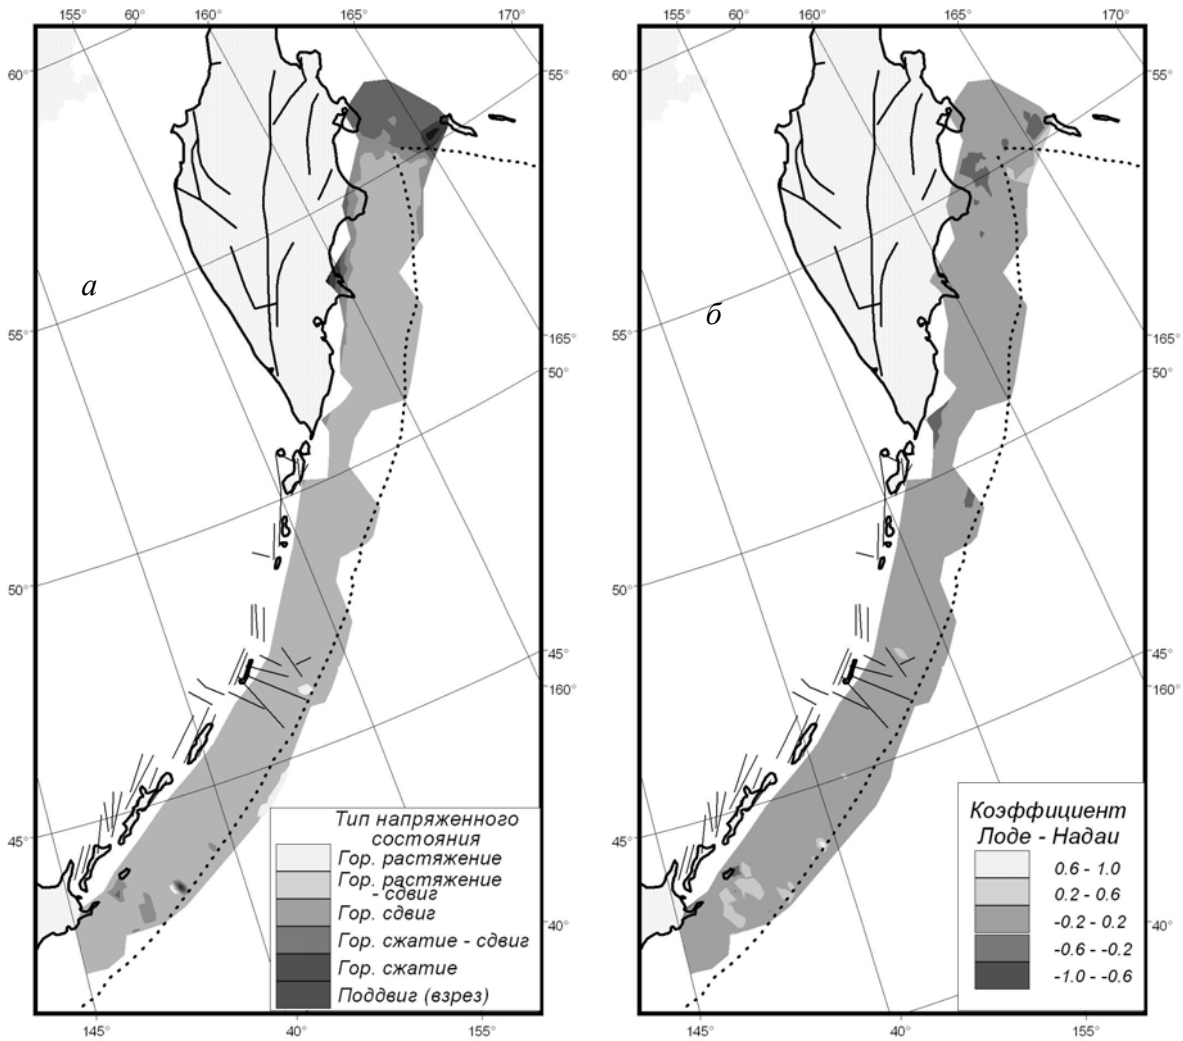 155° 60° 160° 165° 170°
155° 60° 160° 165° 170°
60°
55°
60°
55°
а
б
55°
165°
50°
55°
165°
50°
50°
45°
160°
50°
45°
160°
45°
40°
45°
40°
Тип напряженного
состояния
Гор. растяжение
Гор. растяжение
- сдвиг
Гор. сдвиг
Гор. сжатие - сдвиг
Гор. сжатие
Поддвиг (взрез)
Коэффициент
Лоде - Надаи
0.6 - 1.0
0.2 - 0.6
-0.2 - 0.2
-0.6 - -0.2
-1.0 - -0.6
145° 40° 155°
145° 40° 155°